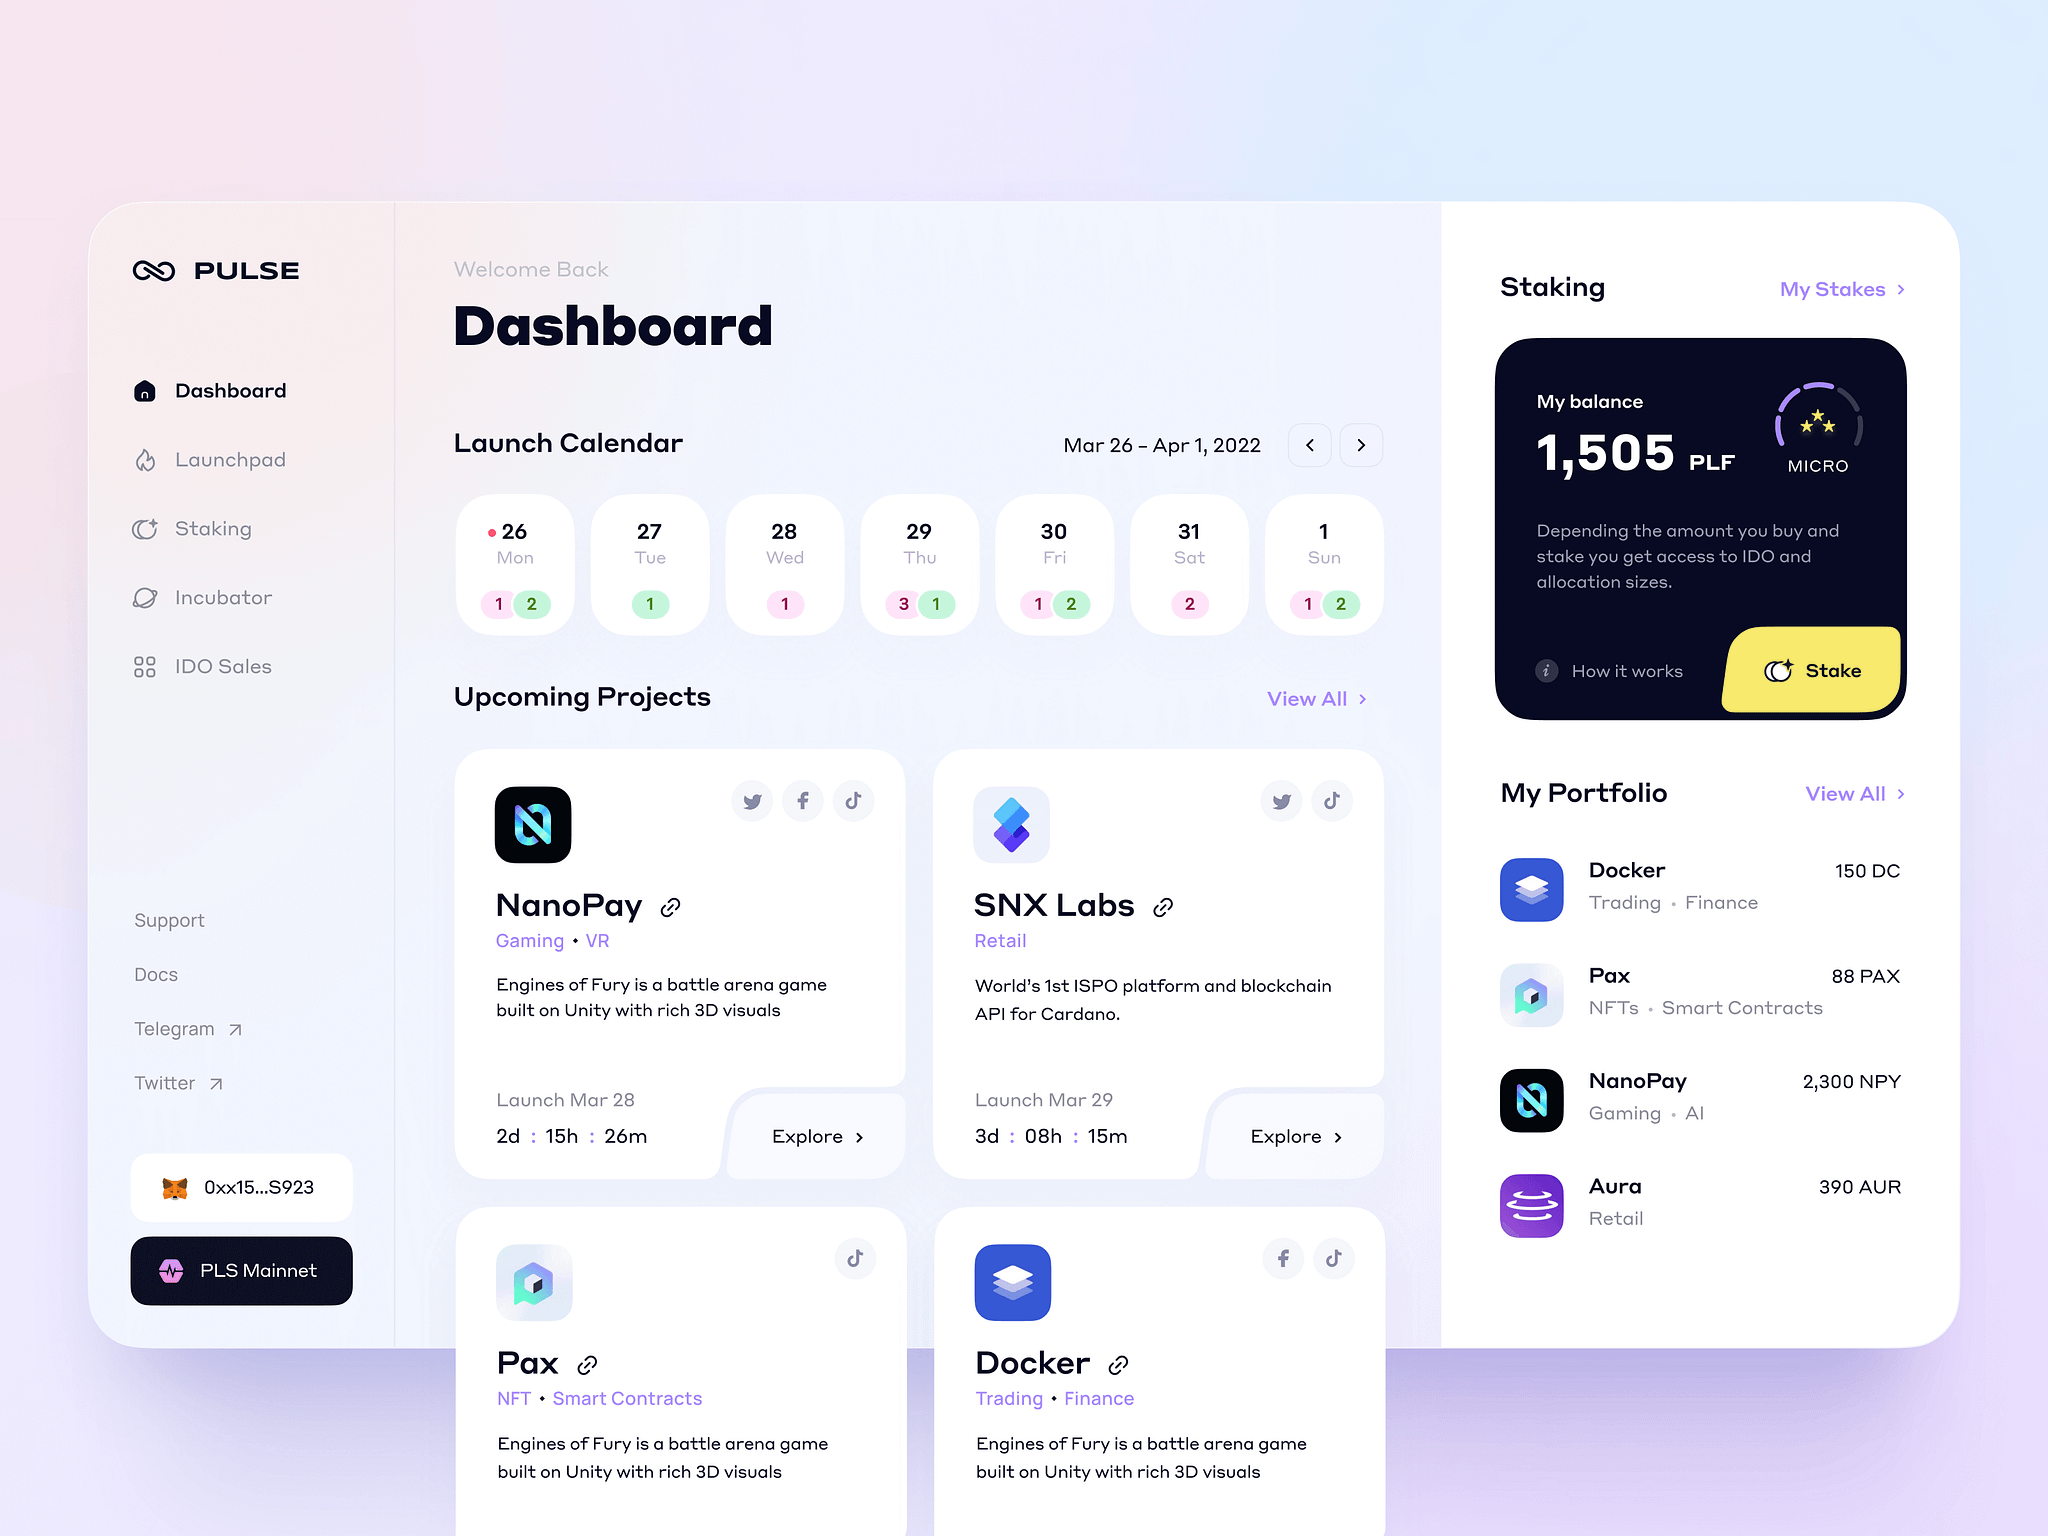 PULSE
Dashboard
Launchpad
Staking
Incubator
IDO Sales
Support
Docs
Telegram
Twitter
0xx15...S923
PLS Mainnet
Welcome Back
Dashboard
Launch Calendar
Mar 26 – Apr 1, 2022
26 27 28 29 30 31 1
Mon Tue Wed Thu Fri Sat Sun
1 2 1 1 3 1 1 2 2 1 2
Upcoming Projects
View All
NanoPay
Gaming • VR
Engines of Fury is a battle arena game
built on Unity with rich 3D visuals
Launch Mar 28
2d : 15h : 26m
Explore
SNX Labs
Retail
World's 1st ISPO platform and blockchain
API for Cardano.
Launch Mar 29
3d : 08h : 15m
Explore
Pax
NFT • Smart Contracts
Engines of Fury is a battle arena game
built on Unity with rich 3D visuals
Docker
Trading • Finance
Engines of Fury is a battle arena game
built on Unity with rich 3D visuals
Staking
My Stakes
My balance
1,505 PLF
MICRO
Depending the amount you buy and
stake you get access to IDO and
allocation sizes.
i How it works
Stake
My Portfolio
View All
Docker
150 DC
Trading • Finance
Pax
88 PAX
NFTs • Smart Contracts
NanoPay
2,300 NPY
Gaming • AI
Aura
390 AUR
Retail